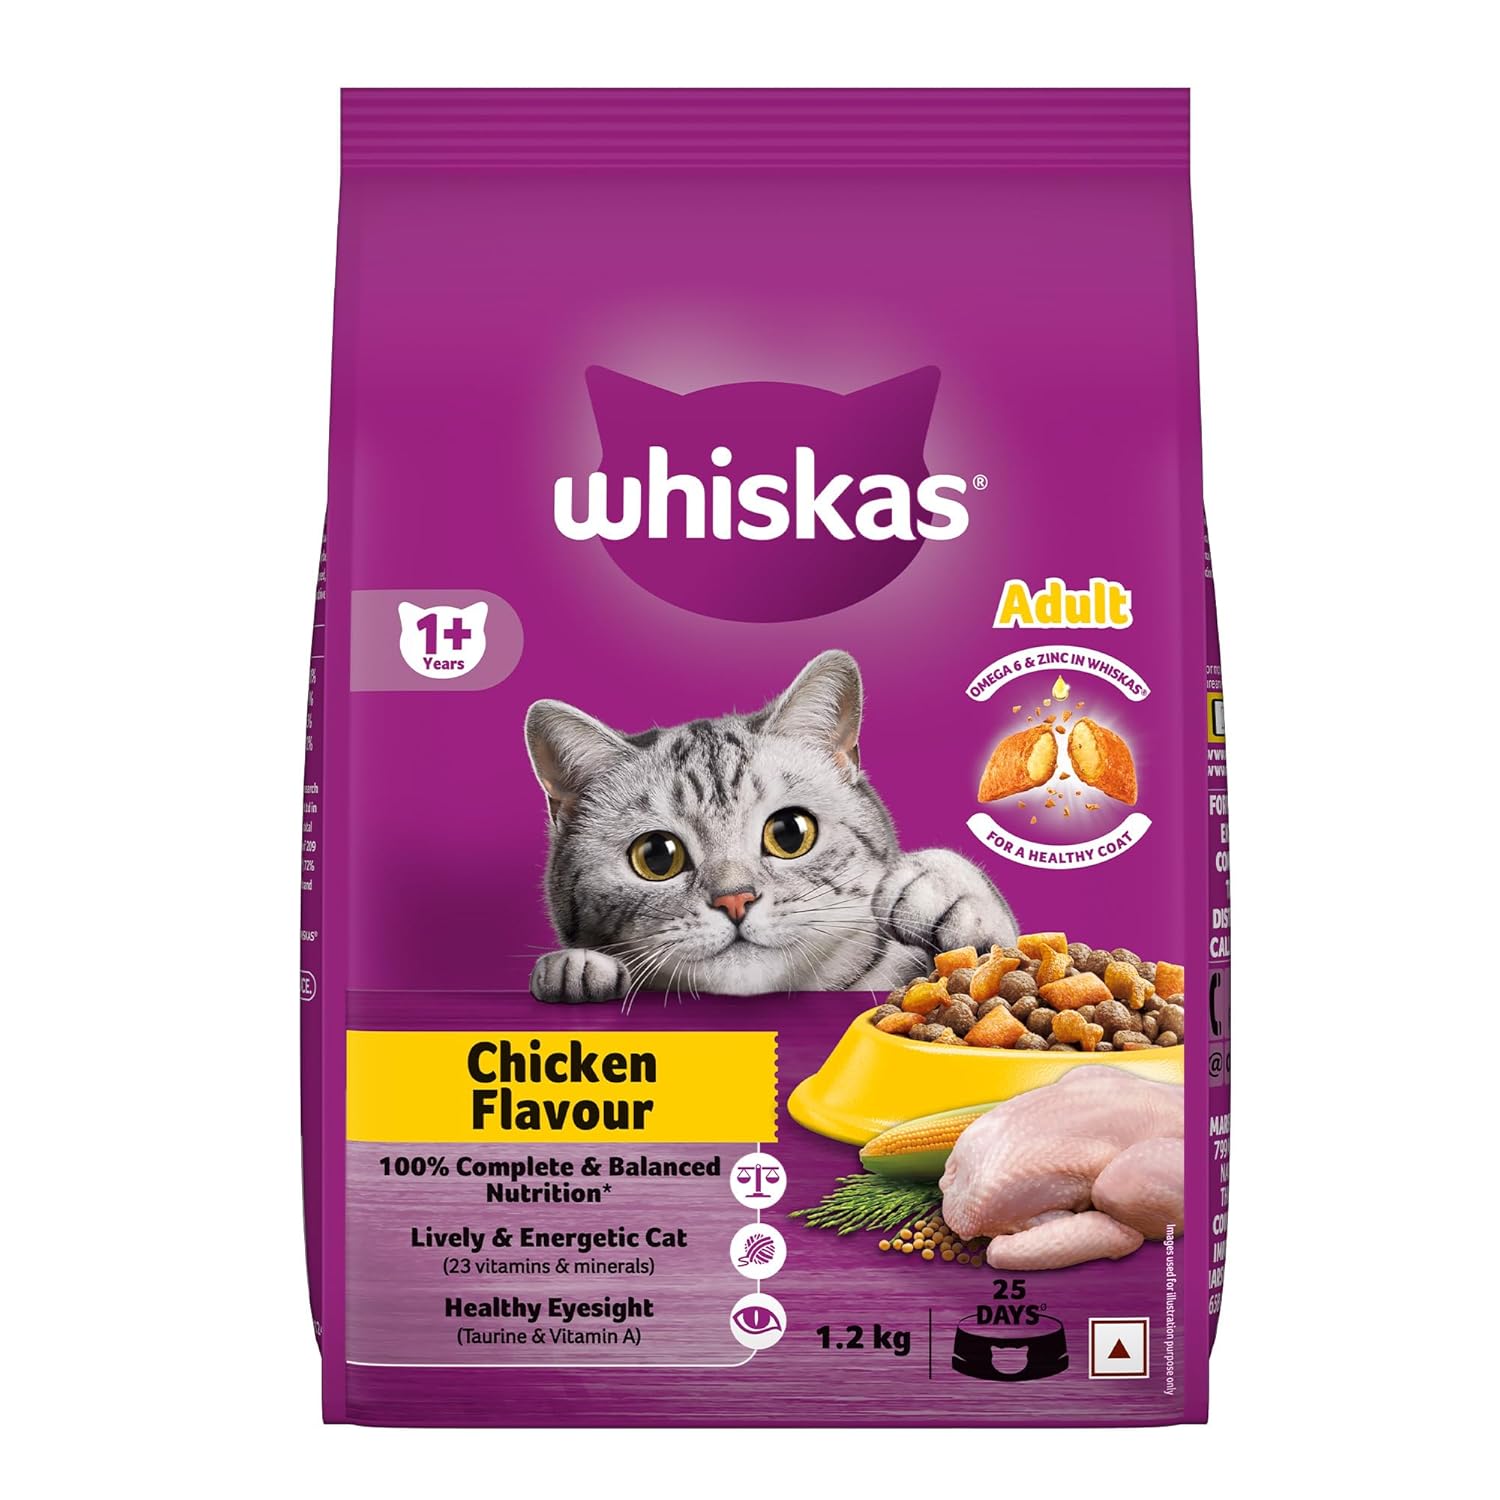 whiskas®
Adult
1+
Years
OMEGA 6 & ZINC IN WHISKAS®
FOR A HEALTHY COAT
Chicken
Flavour
100% Complete & Balanced
Nutrition*
Lively & Energetic Cat
(23 vitamins & minerals)
Healthy Eyesight
(Taurine & Vitamin A)
1.2 kg
25
DAYS
Images used for illustration purpose only